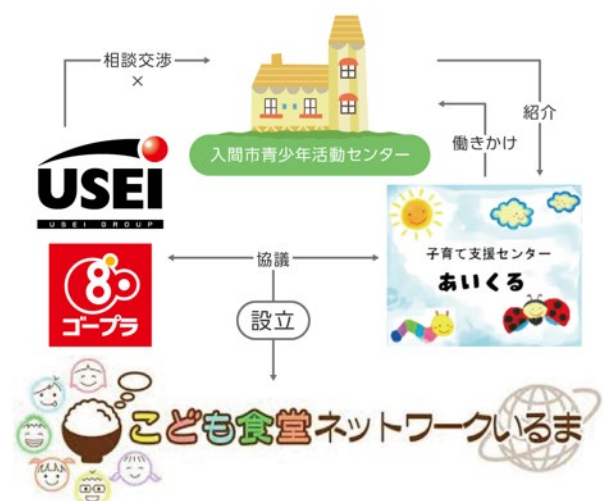 相談交渉
×
入間市青少年活動センター
紹介
働きかけ
USEI
USEI GROUP
ゴープラ
協議
子育て支援センター
あいくる
設立
こども食堂ネットワークいるま